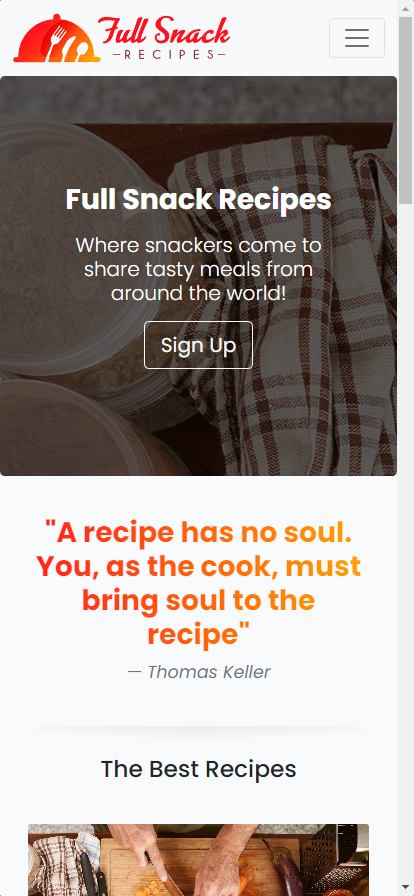 Full Snack
–RECIPES–
Full Snack Recipes
Where snackers come to
share tasty meals from
around the world!
Sign Up
"A recipe has no soul.
You, as the cook, must
bring soul to the
recipe"
— Thomas Keller
The Best Recipes